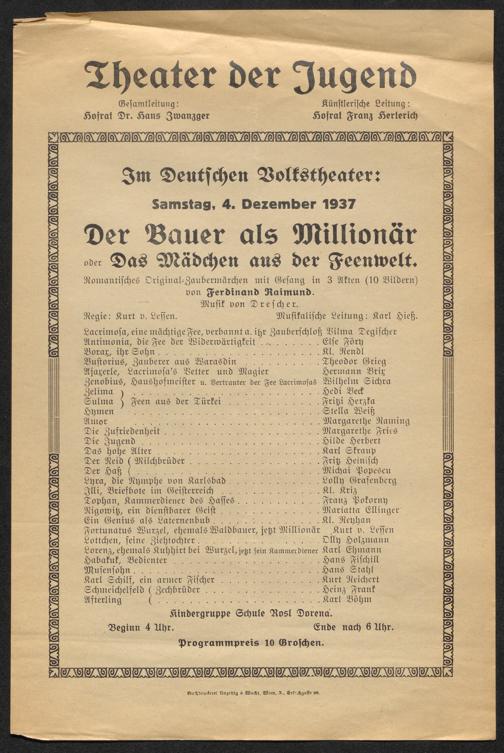 Theater der Jugend
Gesamtleitung: Künstlerische Leitung:
Hofrat Dr. Hans Zwanzger Hofrat Franz Herterich
Im Deutschen Volkstheater:
Samstag, 4. Dezember 1937
Der Bauer als Millionär
oder Das Mädchen aus der Feenwelt.
Romantisches Original-Zaubermärchen mit Gesang in 3 Akten (10 Bildern)
von Ferdinand Raimund.
Musik von Drescher.
Regie: Kurt v. Lessen. Musikalische Leitung: Karl Hieß.
Lacrimosa, eine mächtige Fee, verbannt a. ihr Zauberschloß Vilma Degischer
Antimonia, die Fee der Widerwärtigkeit Else Föry
Borax, ihr Sohn Kl. Rendl
Bustorius, Zauberer aus Warasdin Theodor Grieg
Ajaxerle, Lacrimosa's Vetter und Magier Hermann Brix
Zenobius, Haushofmeister u. Vertrauter der Fee Lacrimosas Wilhelm Sichra
Zelima Hedi Beck
Sulma } Feen aus der Türkei Fritzi Herzka
Hymen Stella Weiß
Amor Margarethe Raming
Die Zufriedenheit Margarethe Fries
Die Jugend Hilde Herbert
Das hohe Alter Karl Skraup
Der Neid { Milchbrüder Fritz Heinisch
Der Haß { Michai Popescu
Lyra, die Nymphe von Karlsbad Lolly Grafenberg
Illi, Briefbote im Geisterreich Kl. Kriz
Tophan, Kammerdiener des Hasses Franz Pokorny
Nigowitz, ein dienstbarer Geist Mariatta Ellinger
Ein Genius als Laternenbub Kl. Reyhan
Fortunatus Wurzel, ehemals Waldbauer, jetzt Millionär Kurt v. Lessen
Lottchen, seine Ziehtochter Olly Holzmann
Lorenz, ehemals Kuhhirt bei Wurzel, jetzt sein Kammerdiener Karl Ehmann
Habakuk, Bedienter Hans Fischill
Musensohn Hans Stahl
Karl Schilf, ein armer Fischer Kurt Reichert
Schmeichelfeld ( Zechbrüder Heinz Frank
Afterling ( Karl Böhm
Kindergruppe Schule Rosl Dorena.
Beginn 4 Uhr. Ende nach 6 Uhr.
Programmpreis 10 Groschen.